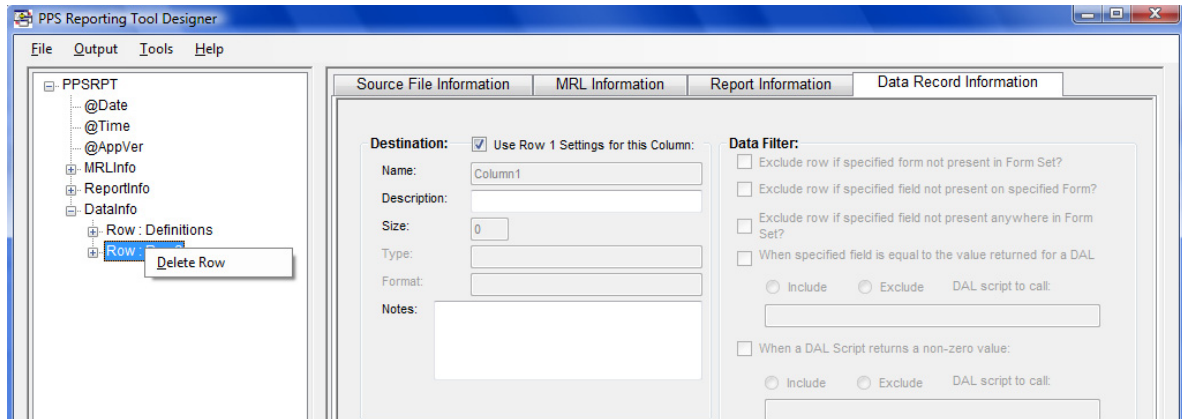 PPS Reporting Tool Designer
File Output Tools Help
PPSRPT
@Date
@Time
@AppVer
MRLInfo
ReportInfo
DataInfo
Row : Definitions
Row :
Delete Row
Source File Information MRL Information Report Information Data Record Information
Destination: Use Row 1 Settings for this Column:
Name: Column1
Description:
Size: 0
Type:
Format:
Notes:
Data Filter:
Exclude row if specified form not present in Form Set?
Exclude row if specified field not present on specified Form?
Exclude row if specified field not present anywhere in Form
Set?
When specified field is equal to the value returned for a DAL
Include Exclude DAL script to call:
When a DAL Script returns a non-zero value:
Include Exclude DAL script to call: